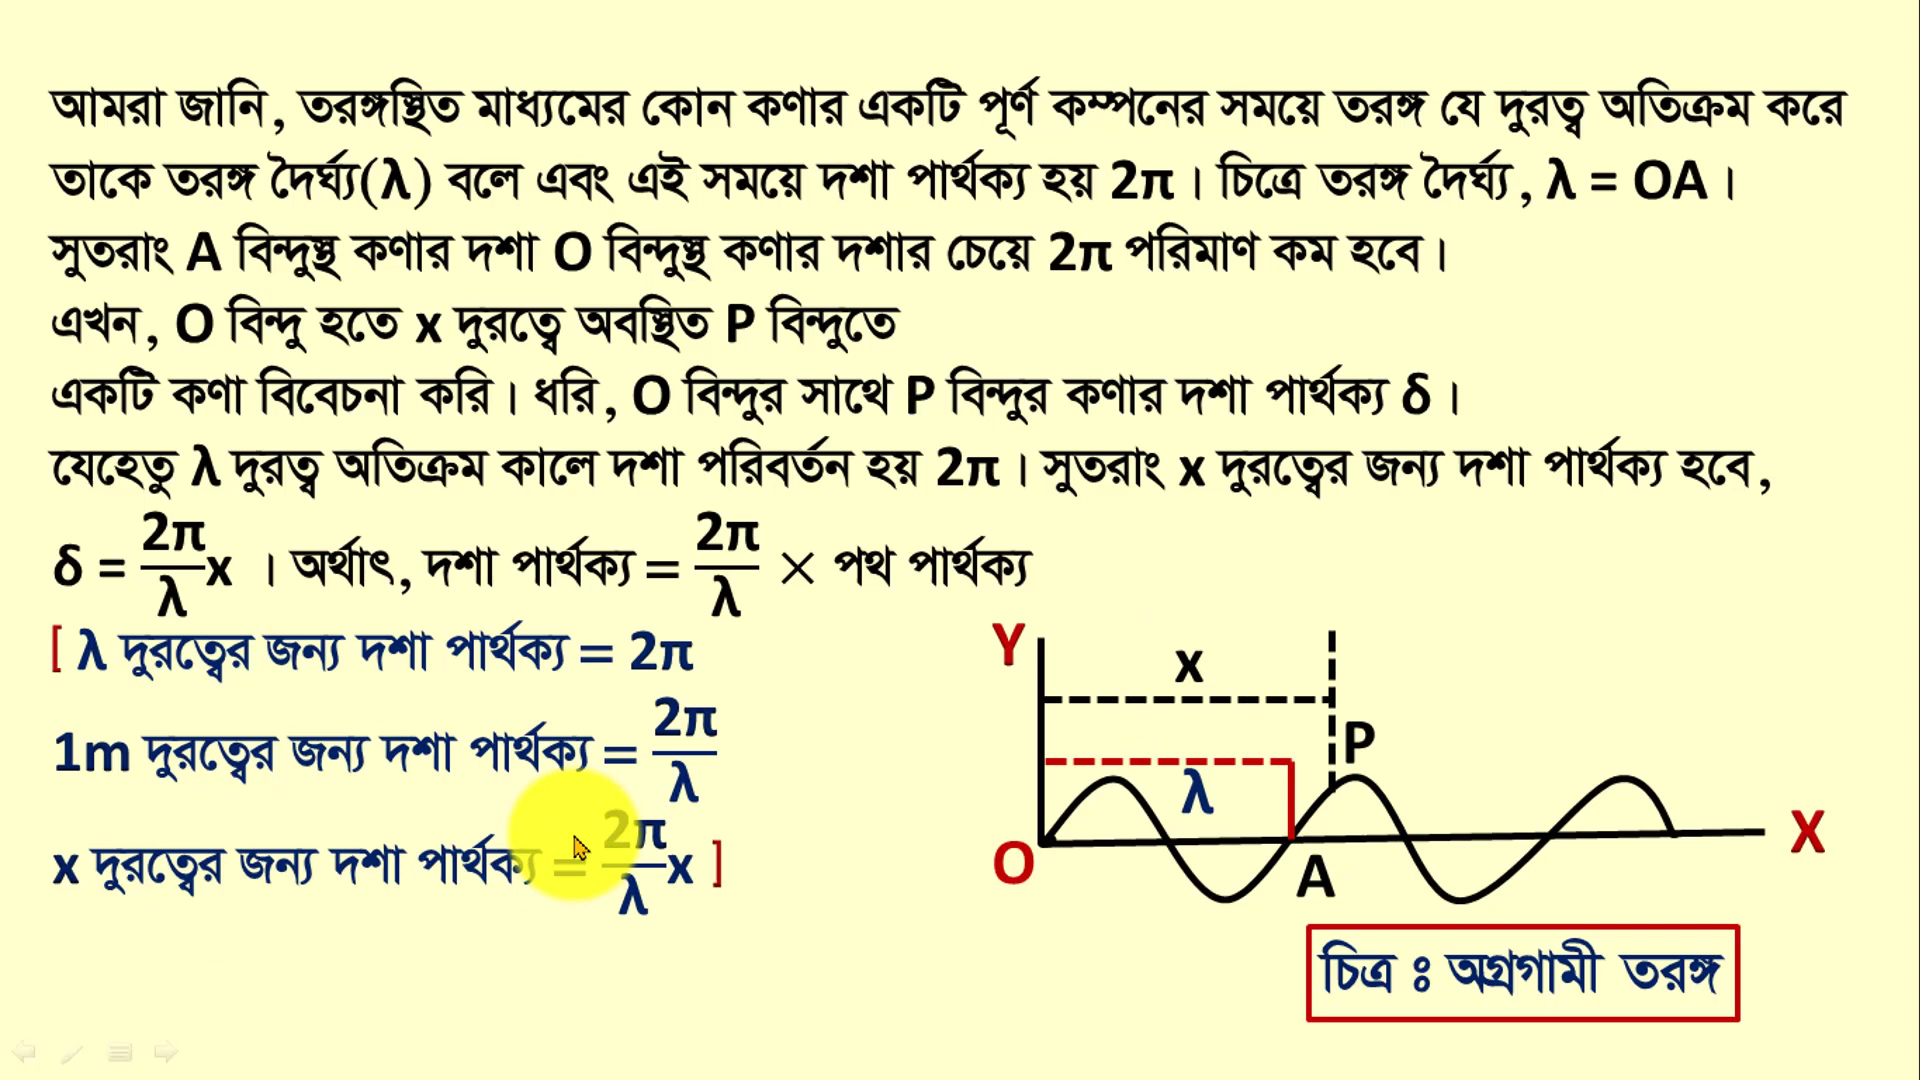 আমরা জানি, তরঙ্গস্থিত মাধ্যমের কোন কণার একটি পূর্ণ কম্পনের সময়ে তরঙ্গ যে দুরত্ব অতিক্রম করে
তাকে তরঙ্গ দৈর্ঘ্য(λ) বলে এবং এই সময়ে দশা পার্থক্য হয় 2π। চিত্রে তরঙ্গ দৈর্ঘ্য, λ = OA।
সুতরাং A বিন্দুস্থ কণার দশা O বিন্দুস্থ কণার দশার চেয়ে 2π পরিমাণ কম হবে।
এখন, O বিন্দু হতে x দুরত্বে অবস্থিত P বিন্দুতে
একটি কণা বিবেচনা করি। ধরি, O বিন্দুর সাথে P বিন্দুর কণার দশা পার্থক্য δ।
যেহেতু λ দুরত্ব অতিক্রম কালে দশা পরিবর্তন হয় 2π। সুতরাং x দুরত্বের জন্য দশা পার্থক্য হবে,
δ = 2π/λ x । অর্থাৎ, দশা পার্থক্য = 2π/λ × পথ পার্থক্য
[ λ দুরত্বের জন্য দশা পার্থক্য = 2π
1m দুরত্বের জন্য দশা পার্থক্য = 2π/λ
x দুরত্বের জন্য দশা পার্থক্য = 2π/λ x ]
Y
x
P
λ
X
O
A
চিত্র ঃ অগ্রগামী তরঙ্গ